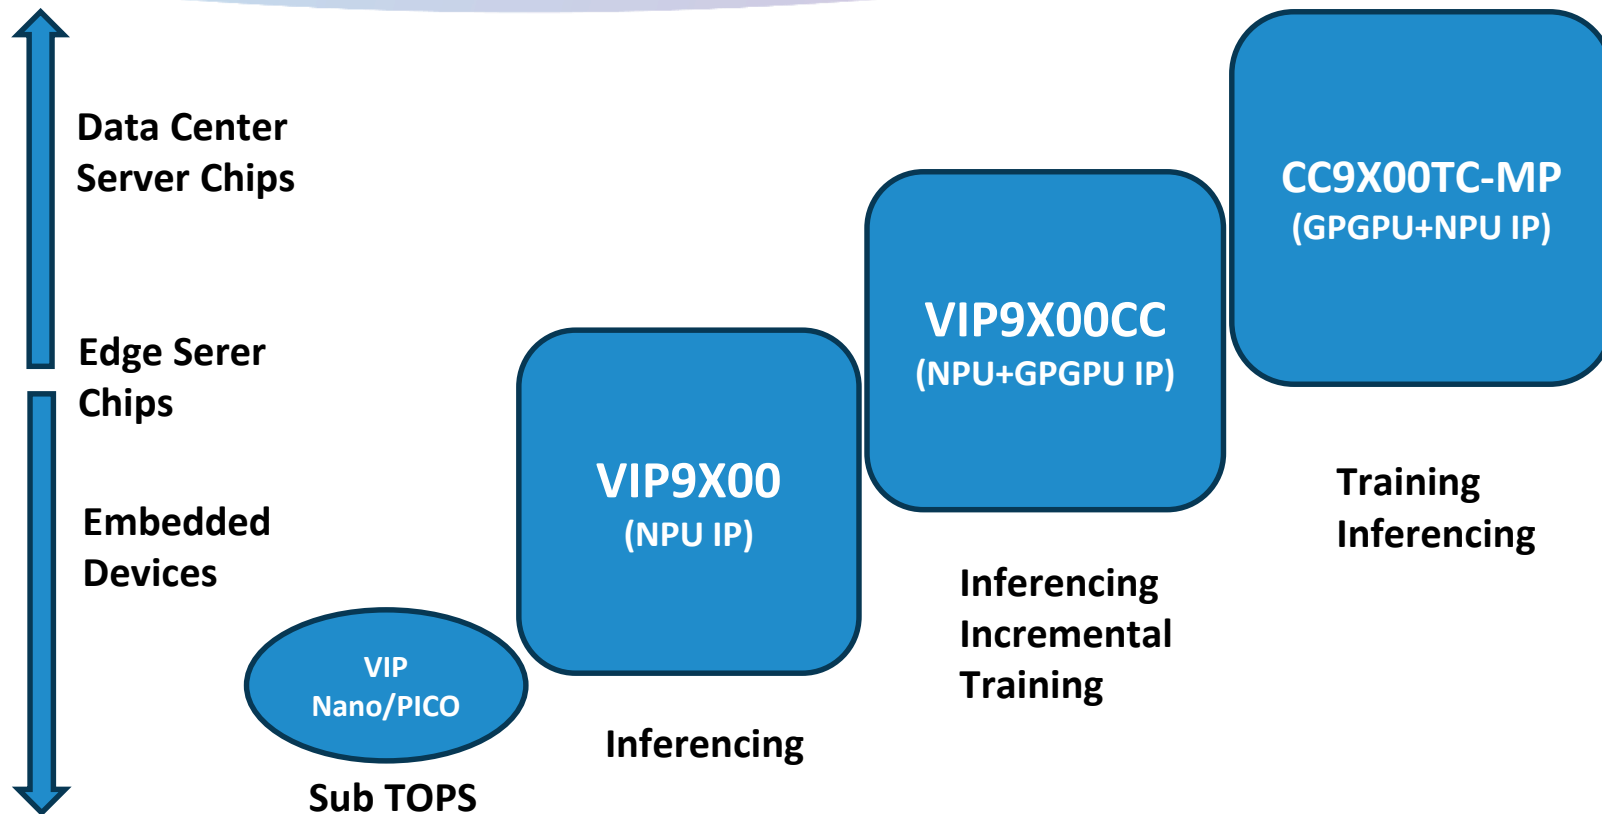 Data Center
Server Chips
Edge Serer
Chips
Embedded
Devices
VIP
Nano/PICO
Sub TOPS
VIP9X00
(NPU IP)
Inferencing
VIP9X00CC
(NPU+GPGPU IP)
Inferencing
Incremental
Training
CC9X00TC-MP
(GPGPU+NPU IP)
Training
Inferencing